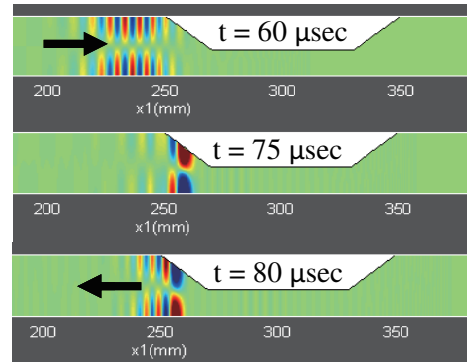 t = 60 μsec
200 250 300 350
x1(mm)
t = 75 μsec
200 250 300 350
x1(mm)
t = 80 μsec
200 250 300 350
x1(mm)